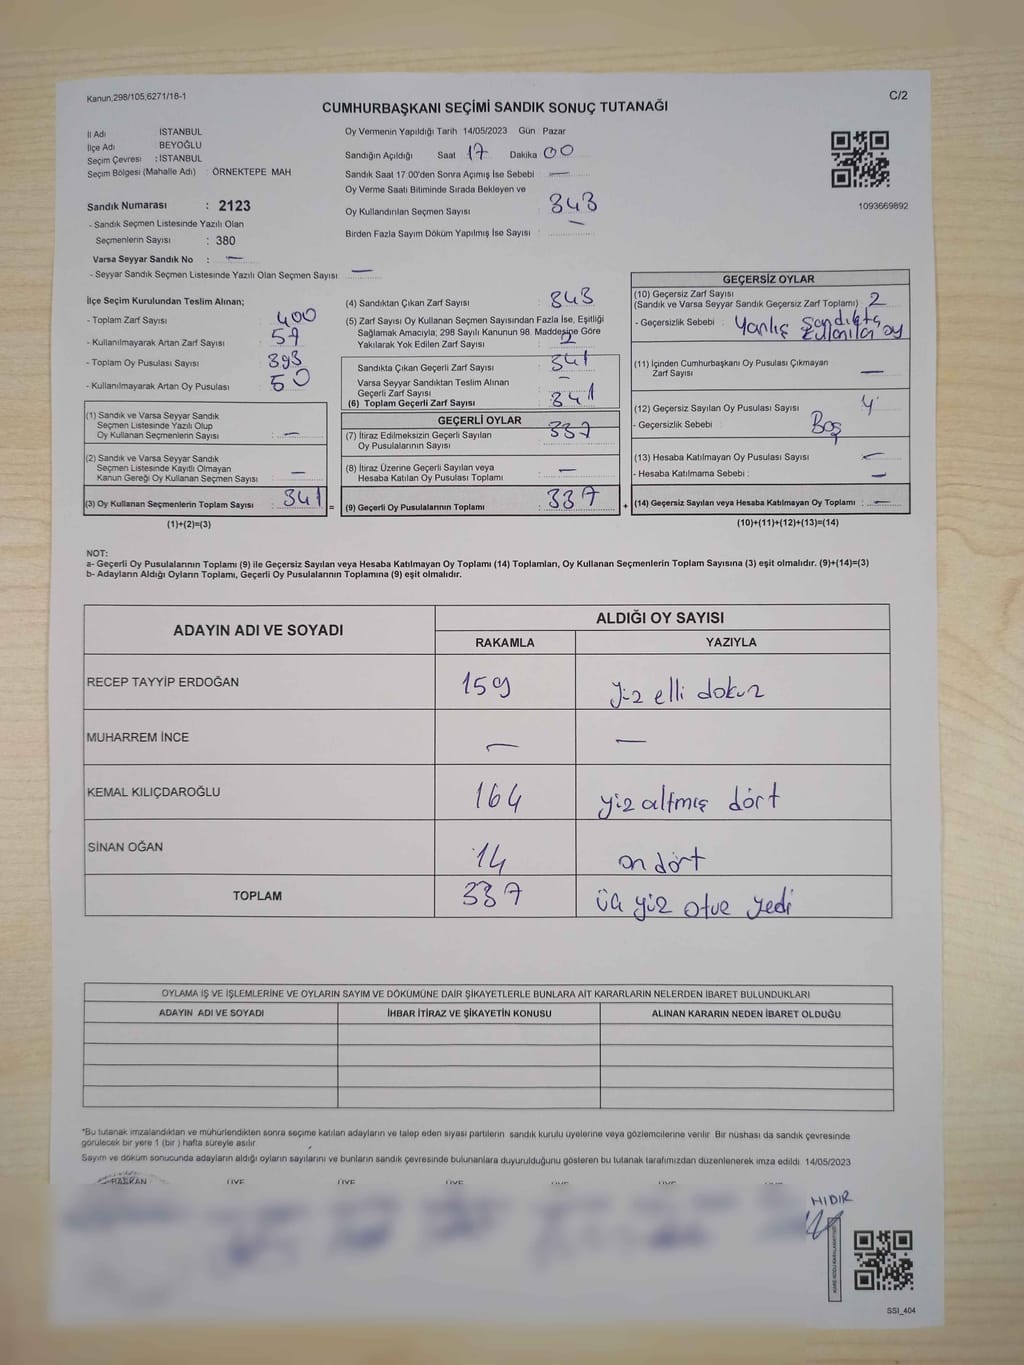 Kanun,298/105,6271/18-1
C/2
CUMHURBAŞKANI SEÇİMİ SANDIK SONUÇ TUTANAĞI
İl Adı : İSTANBUL
İlçe Adı : BEYOĞLU
Seçim Çevresi : İSTANBUL
Seçim Bölgesi (Mahalle Adı) : ÖRNEKTEPE MAH
Sandık Numarası : 2123
- Sandık Seçmen Listesinde Yazılı Olan
Seçmenlerin Sayısı : 380
Varsa Seyyar Sandık No : —
- Seyyar Sandık Seçmen Listesinde Yazılı Olan Seçmen Sayısı : —
Oy Vermenin Yapıldığı Tarih 14/05/2023 Gün Pazar
Sandığın Açıldığı Saat 17 Dakika 00
Sandık Saat 17:00'den Sonra Açımış İse Sebebi : —
Oy Verme Saati Bitiminde Sırada Bekleyen ve
Oy Kullandırılan Seçmen Sayısı : 343
Birden Fazla Sayım Döküm Yapılmış İse Sayısı : —
1093669892
İlçe Seçim Kurulundan Teslim Alınan;
- Toplam Zarf Sayısı : 400
- Kullanılmayarak Artan Zarf Sayısı : 57
- Toplam Oy Pusulası Sayısı : 393
- Kullanılmayarak Artan Oy Pusulası : 50
(1) Sandık ve Varsa Seyyar Sandık
Seçmen Listesinde Yazılı Olup
Oy Kullanan Seçmenlerin Sayısı : —
(2) Sandık ve Varsa Seyyar Sandık
Seçmen Listesinde Kayıtlı Olmayan
Kanun Gereği Oy Kullanan Seçmen Sayısı : —
(3) Oy Kullanan Seçmenlerin Toplam Sayısı : 341 =
(1)+(2)=(3)
(4) Sandıktan Çıkan Zarf Sayısı : 343
(5) Zarf Sayısı Oy Kullanan Seçmen Sayısından Fazla İse, Eşitliği
Sağlamak Amacıyla, 298 Sayılı Kanunun 98. Maddesine Göre
Yakılarak Yok Edilen Zarf Sayısı : 2
Sandıkta Çıkan Geçerli Zarf Sayısı : 341
Varsa Seyyar Sandıktan Teslim Alınan
Geçerli Zarf Sayısı : —
(6) Toplam Geçerli Zarf Sayısı : 341
GEÇERLİ OYLAR
(7) İtiraz Edilmeksizin Geçerli Sayılan
Oy Pusulalarının Sayısı : 337
(8) İtiraz Üzerine Geçerli Sayılan veya
Hesaba Katılan Oy Pusulası Toplamı : —
(9) Geçerli Oy Pusulalarının Toplamı : 337 +
GEÇERSİZ OYLAR
(10) Geçersiz Zarf Sayısı
(Sandık ve Varsa Seyyar Sandık Geçersiz Zarf Toplamı) : 2
- Geçersizlik Sebebi : Yanlış Sandıkta
oy
(11) İçinden Cumhurbaşkanı Oy Pusulası Çıkmayan
Zarf Sayısı : —
(12) Geçersiz Sayılan Oy Pusulası Sayısı : 4
- Geçersizlik Sebebi : Boş
(13) Hesaba Katılmayan Oy Pusulası Sayısı : —
- Hesaba Katılmama Sebebi : —
(14) Geçersiz Sayılan veya Hesaba Katılmayan Oy Toplamı : —
(10)+(11)+(12)+(13)=(14)
NOT:
a- Geçerli Oy Pusulalarının Toplamı (9) ile Geçersiz Sayılan veya Hesaba Katılmayan Oy Toplamı (14) Toplamları, Oy Kullanan Seçmenlerin Toplam Sayısına (3) eşit olmalıdır. (9)+(14)=(3)
b- Adayların Aldığı Oyların Toplamı, Geçerli Oy Pusulalarının Toplamına (9) eşit olmalıdır.
ADAYIN ADI VE SOYADI
ALDIĞI OY SAYISI
RAKAMLA YAZIYLA
RECEP TAYYİP ERDOĞAN 159 yüz elli dokuz
MUHARREM İNCE — —
KEMAL KILIÇDAROĞLU 164 yüz altmış dört
SİNAN OĞAN 14 on dört
TOPLAM 337 üç yüz otuz yedi
OYLAMA İŞ VE İŞLEMLERİNE VE OYLARIN SAYIM VE DÖKÜMÜNE DAİR ŞİKAYETLERLE BUNLARA AİT KARARLARIN NELERDEN İBARET BULUNDUKLARI
ADAYIN ADI VE SOYADI İHBAR İTİRAZ VE ŞİKAYETİN KONUSU ALINAN KARARIN NEDEN İBARET OLDUĞU
*Bu tutanak imzalandıktan ve mühürlendikten sonra seçime katılan adayların ve talep eden siyasi partilerin sandık kurulu üyelerine veya gözlemcilerine verilir. Bir nüshası da sandık çevresinde
görülecek bir yere 1 (bir ) hafta süreyle asılır.
Sayım ve döküm sonucunda adayların aldığı oyların sayılarını ve bunların sandık çevresinde bulunanlara duyurulduğunu gösteren bu tutanak tarafımızdan düzenlenerek imza edildi. 14/05/2023
HIDIR
SSI_404